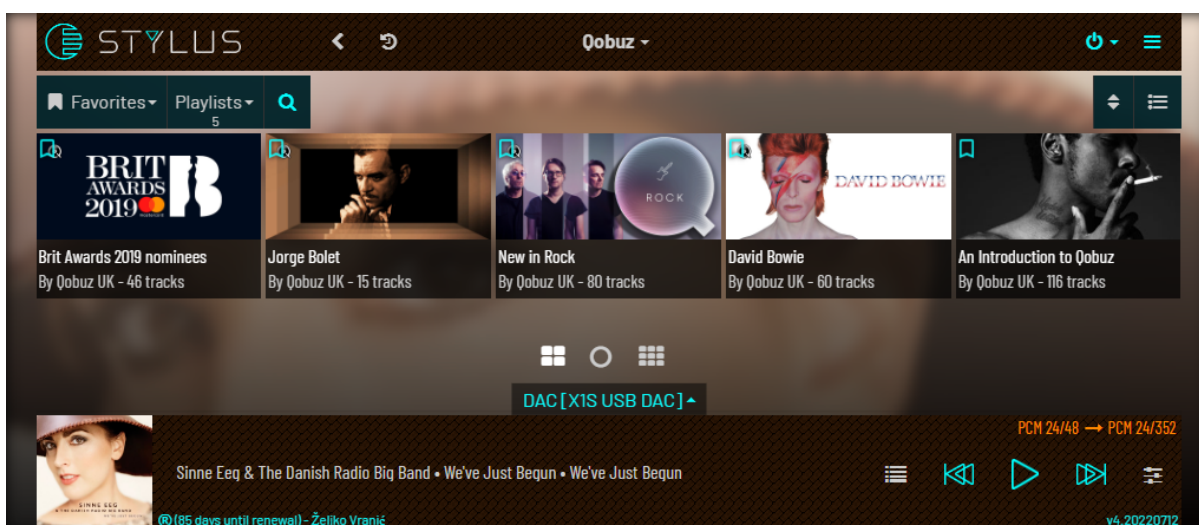 STYLUS
Qobuz
Favorites
Playlists
5
BRIT
AWARDS
2019
ROCK
DAVID BOWIE
Brit Awards 2019 nominees
By Qobuz UK - 46 tracks
Jorge Bolet
By Qobuz UK - 15 tracks
New in Rock
By Qobuz UK - 80 tracks
David Bowie
By Qobuz UK - 60 tracks
An Introduction to Qobuz
By Qobuz UK - 116 tracks
DAC [X1S USB DAC]
PCM 24/48 → PCM 24/352
Sinne Eeg & The Danish Radio Big Band • We've Just Begun • We've Just Begun
SINNE EEG
® (85 days until renewal) - Željko Vranić
v4.20220712